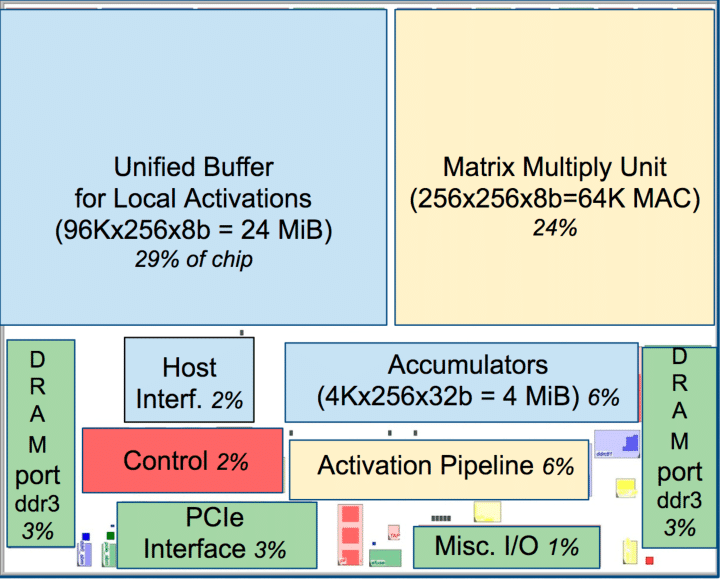 Unified Buffer
for Local Activations
(96Kx256x8b = 24 MiB)
29% of chip
Matrix Multiply Unit
(256x256x8b=64K MAC)
24%
D
R
A
M
port
ddr3
3%
Host
Interf. 2%
Accumulators
(4Kx256x32b = 4 MiB) 6%
D
R
A
M
port
ddr3
3%
Control 2%
Activation Pipeline 6%
PCIe
Interface 3%
Misc. I/O 1%